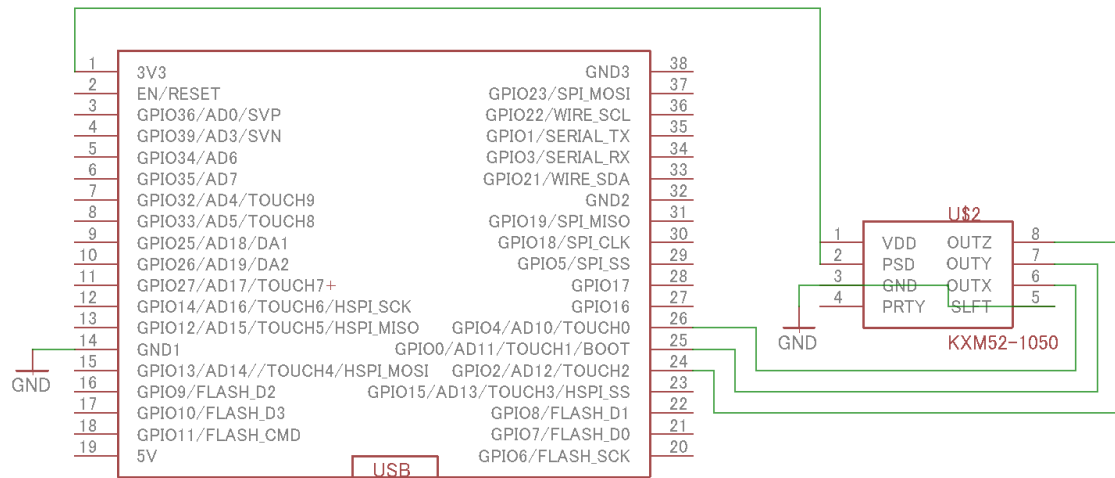 1 3V3 GND3 38
2 EN/RESET GPIO23/SPI_MOSI 37
3 GPIO36/AD0/SVP GPIO22/WIRE_SCL 36
4 GPIO39/AD3/SVN GPIO1/SERIAL_TX 35
5 GPIO34/AD6 GPIO3/SERIAL_RX 34
6 GPIO35/AD7 GPIO21/WIRE_SDA 33
7 GPIO32/AD4/TOUCH9 GND2 32
8 GPIO33/AD5/TOUCH8 GPIO19/SPI_MISO 31
9 GPIO25/AD18/DA1 GPIO18/SPI_CLK 30
10 GPIO26/AD19/DA2 GPIO5/SPI_SS 29
11 GPIO27/AD17/TOUCH7+ GPIO17 28
12 GPIO14/AD16/TOUCH6/HSPI_SCK GPIO16 27
13 GPIO12/AD15/TOUCH5/HSPI_MISO GPIO4/AD10/TOUCH0 26
14 GND1 GPIO0/AD11/TOUCH1/BOOT 25
15 GPIO13/AD14//TOUCH4/HSPI_MOSI GPIO2/AD12/TOUCH2 24
16 GPIO9/FLASH_D2 GPIO15/AD13/TOUCH3/HSPI_SS 23
17 GPIO10/FLASH_D3 GPIO8/FLASH_D1 22
18 GPIO11/FLASH_CMD GPIO7/FLASH_D0 21
19 5V GPIO6/FLASH_SCK 20
USB
GND
U$2
1 VDD OUTZ 8
2 PSD OUTY 7
3 GND OUTX 6
4 PRTY SLFT 5
GND
KXM52-1050